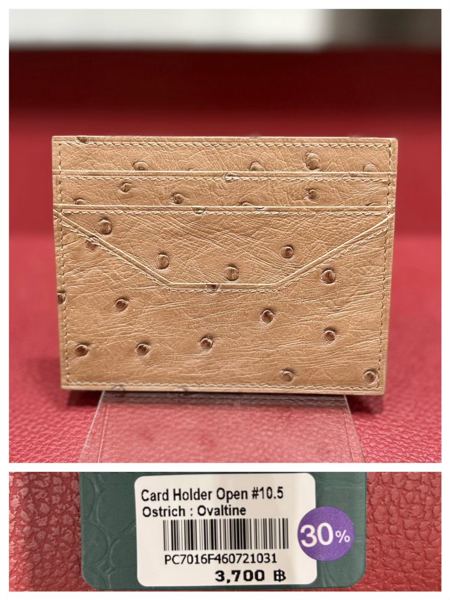 Card Holder Open #10.5
Ostrich : Ovaltine
30%
PC7016F460721031
3,700 ฿